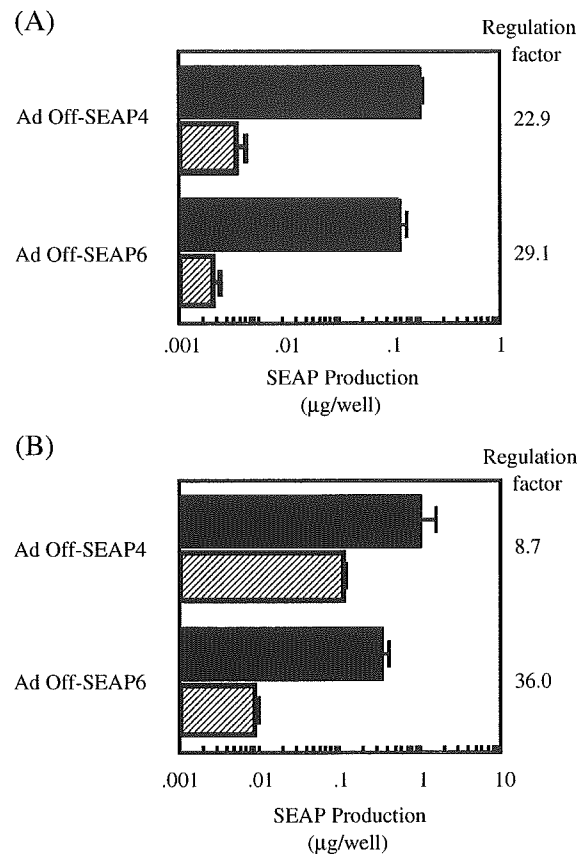 (A)
Regulation
factor
Ad Off-SEAP4
22.9
Ad Off-SEAP6
29.1
.001 .01 .1 1
SEAP Production
(µg/well)
(B)
Regulation
factor
Ad Off-SEAP4
8.7
Ad Off-SEAP6
36.0
.001 .01 .1 1 10
SEAP Production
(µg/well)